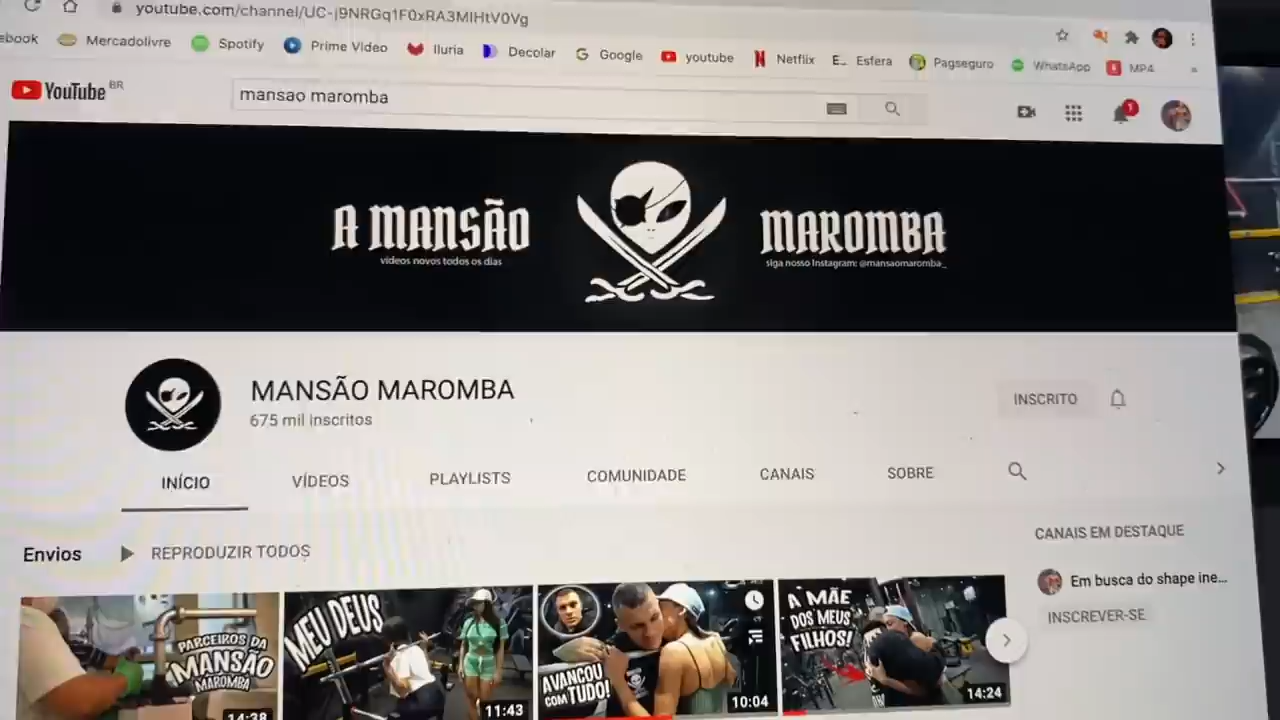 youtube.com/channel/UC-j9NRGq1F0xRA3MIHtV0Vg
ebook Mercadolivre Spotify Prime Video Iluria Decolar Google youtube Netflix E.. Esfera Pagseguro WhatsApp MP4 »
YouTube BR
mansao maromba
1
A MANSÃO MAROMBA
vídeos novos todos os dias
siga nosso Instagram: @mansaomaromba_
MANSÃO MAROMBA
675 mil inscritos
INSCRITO
INÍCIO VÍDEOS PLAYLISTS COMUNIDADE CANAIS SOBRE
Envios REPRODUZIR TODOS
CANAIS EM DESTAQUE
Em busca do shape ine...
INSCREVER-SE
PARCEIROS DA
MANSÃO
MAROMBA
14:38
MEU DEUS
11:43
AVANÇOU
COM TUDO!
10:04
A MÃE
DOS MEUS
FILHOS!
14:24